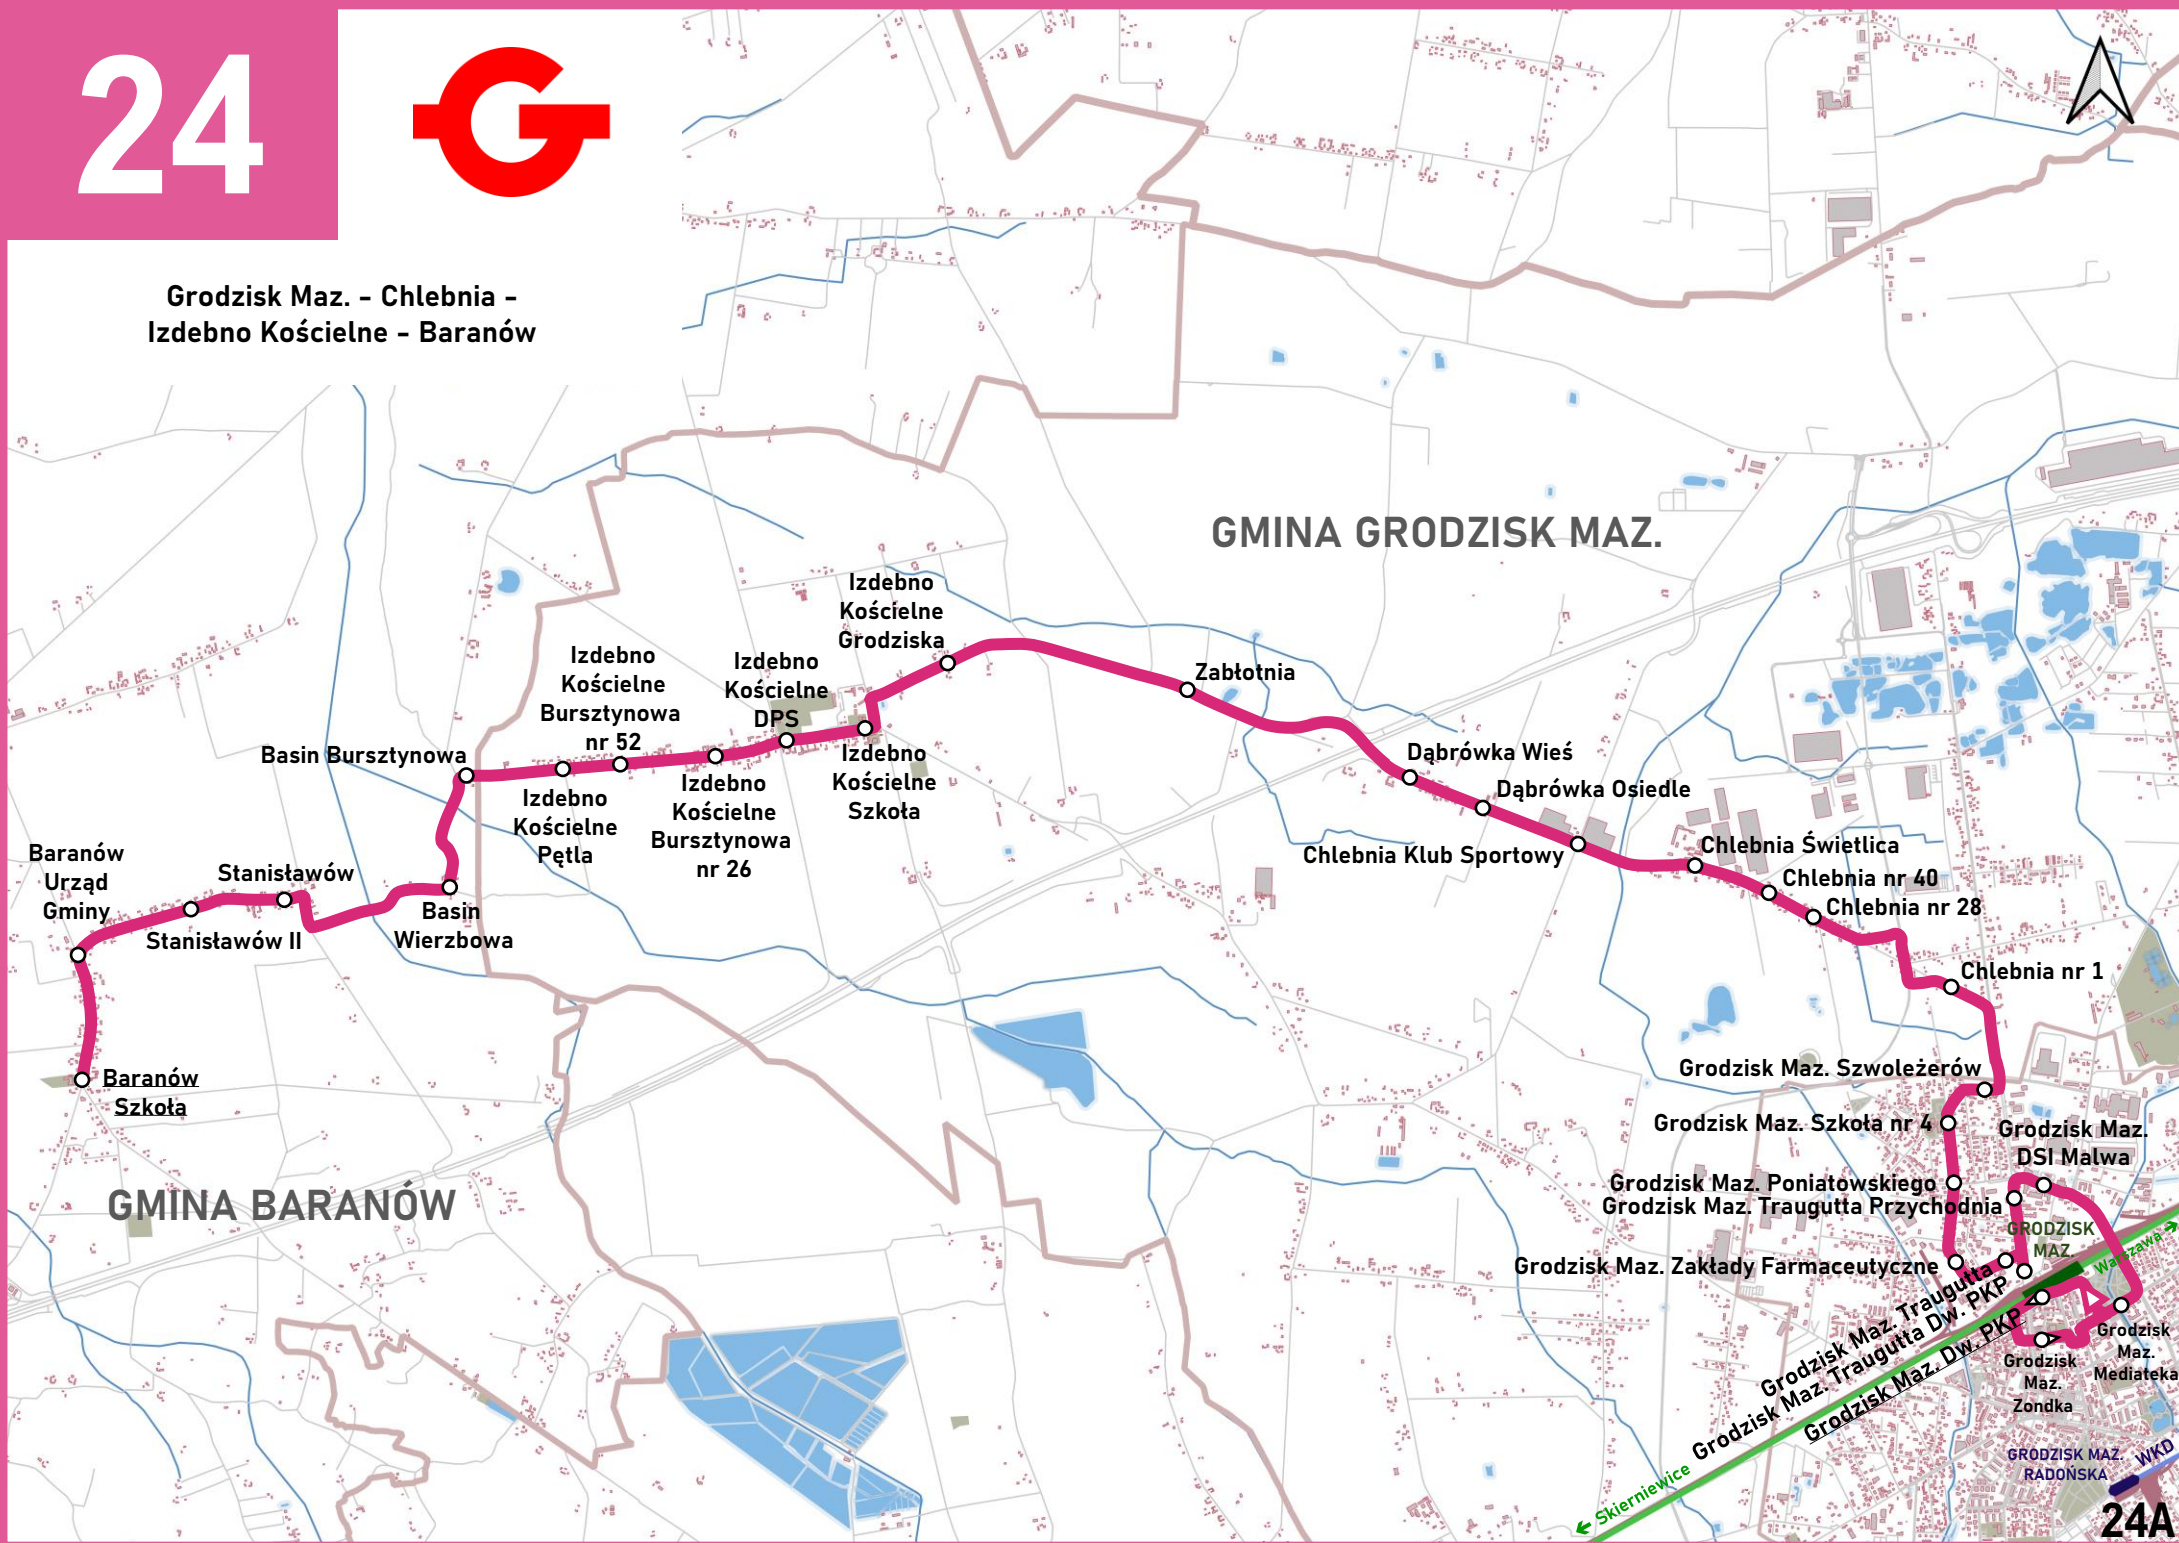 24
G
Grodzisk Maz. - Chlebnia -
Izdebno Kościelne - Baranów
GMINA GRODZISK MAZ.
Izdebno
Kościelne
Grodziska
Izdebno
Kościelne
Bursztynowa
nr 52
Izdebno
Kościelne
DPS
Zabłotnia
Basin Bursztynowa
Izdebno
Kościelne
Pętla
Izdebno
Kościelne
Bursztynowa
nr 26
Izdebno
Kościelne
Szkoła
Dąbrówka Wieś
Dąbrówka Osiedle
Chlebnia Klub Sportowy
Chlebnia Świetlica
Chlebnia nr 40
Chlebnia nr 28
Chlebnia nr 1
Baranów
Urząd
Gminy
Stanisławów
Stanisławów II
Basin
Wierzbowa
Baranów
Szkoła
GMINA BARANÓW
Grodzisk Maz. Szwoleżerów
Grodzisk Maz. Szkoła nr 4
Grodzisk Maz.
DSI Malwa
Grodzisk Maz. Poniatowskiego
Grodzisk Maz. Traugutta Przychodnia
GRODZISK
MAZ.
Warszawa →
Grodzisk Maz. Zakłady Farmaceutyczne
Grodzisk Maz. Traugutta
Grodzisk Maz. Traugutta Dw. PKP
Grodzisk Maz. Dw. PKP
Grodzisk
Maz.
Mediateka
Grodzisk
Maz.
Zondka
← Skierniewice
GRODZISK MAZ.
RADOŃSKA
WKD
24A